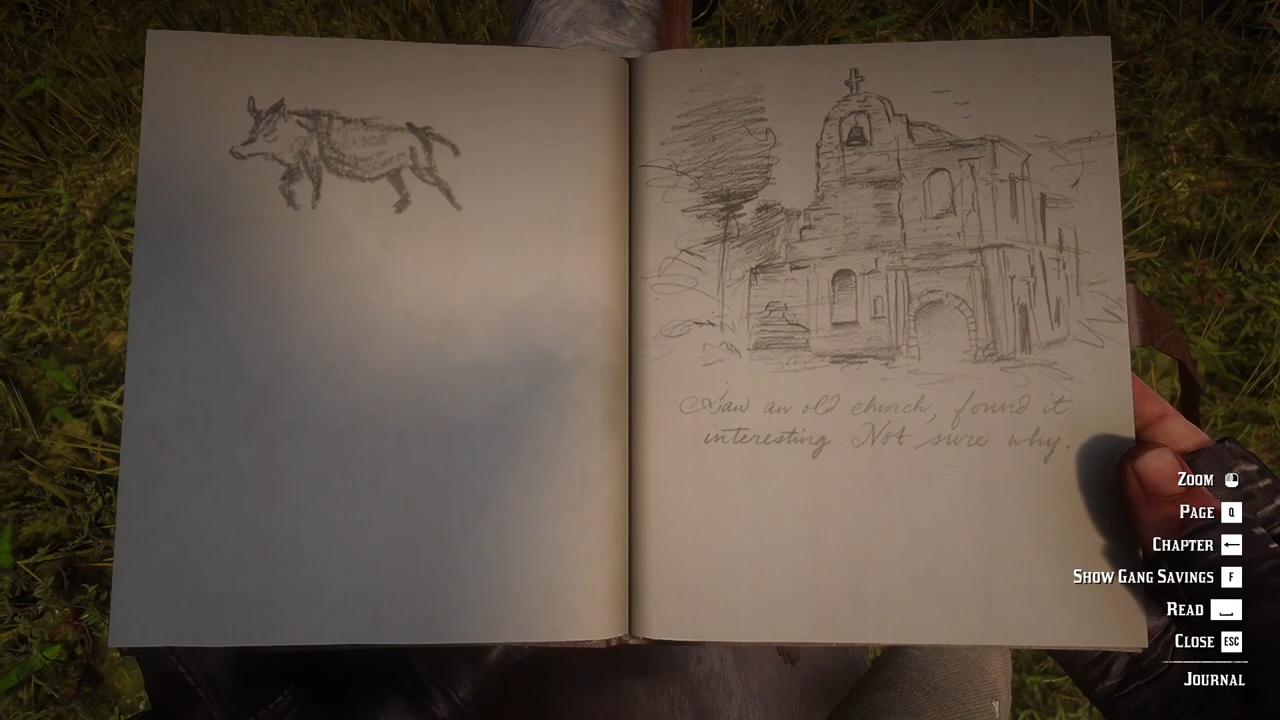 Saw an old church, found it
interesting. Not sure why.
ZOOM
PAGE Q
CHAPTER ←
SHOW GANG SAVINGS F
READ
CLOSE ESC
JOURNAL